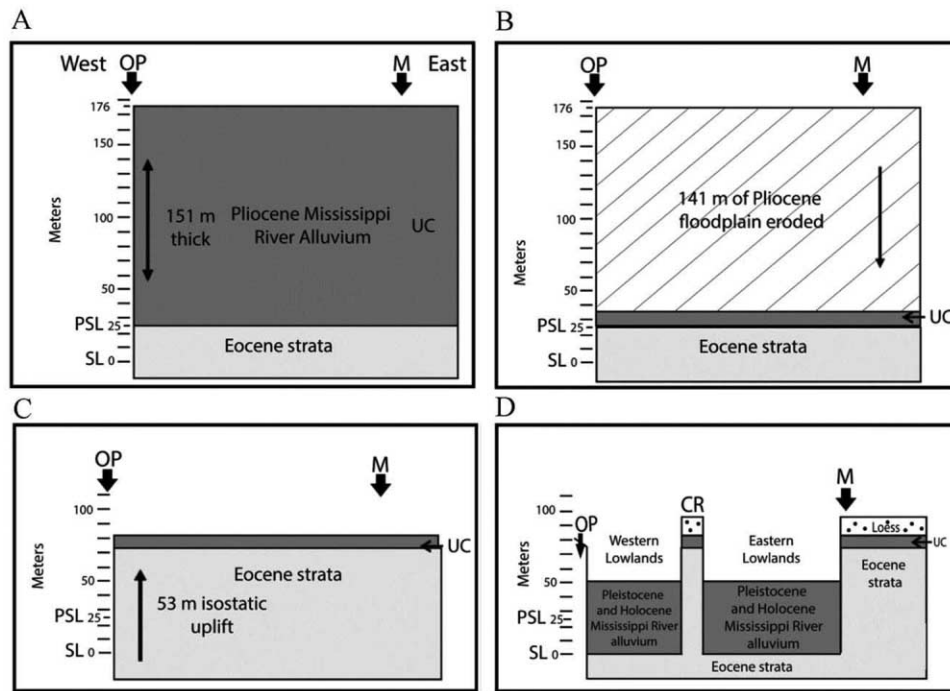 A
West OP M East
176
150
151 m
thick
Pliocene Mississippi
River Alluvium
UC
100
Meters
50
PSL 25
Eocene strata
SL 0
B
OP M
176
150
141 m of Pliocene
floodplain eroded
100
Meters
50
UC
PSL 25
Eocene strata
SL 0
C
OP
M
100
UC
Meters
Eocene strata
50
53 m isostatic
uplift
PSL 25
SL 0
D
M
100
CR
OP
Western
Lowlands
Eastern
Lowlands
Loess
UC
Meters
Eocene
strata
50
Pleistocene
and Holocene
Mississippi River
alluvium
Pleistocene
and Holocene
Mississippi River
alluvium
PSL 25
SL 0
Eocene strata